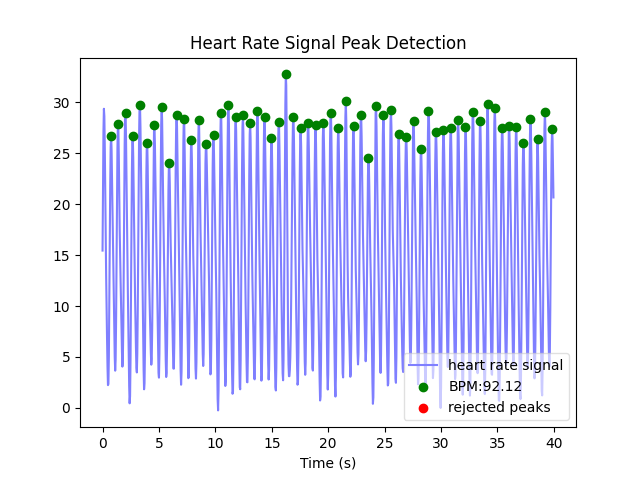 Heart Rate Signal Peak Detection
30
25
20
15
10
5
0
heart rate signal
BPM:92.12
rejected peaks
0 5 10 15 20 25 30 35 40
Time (s)